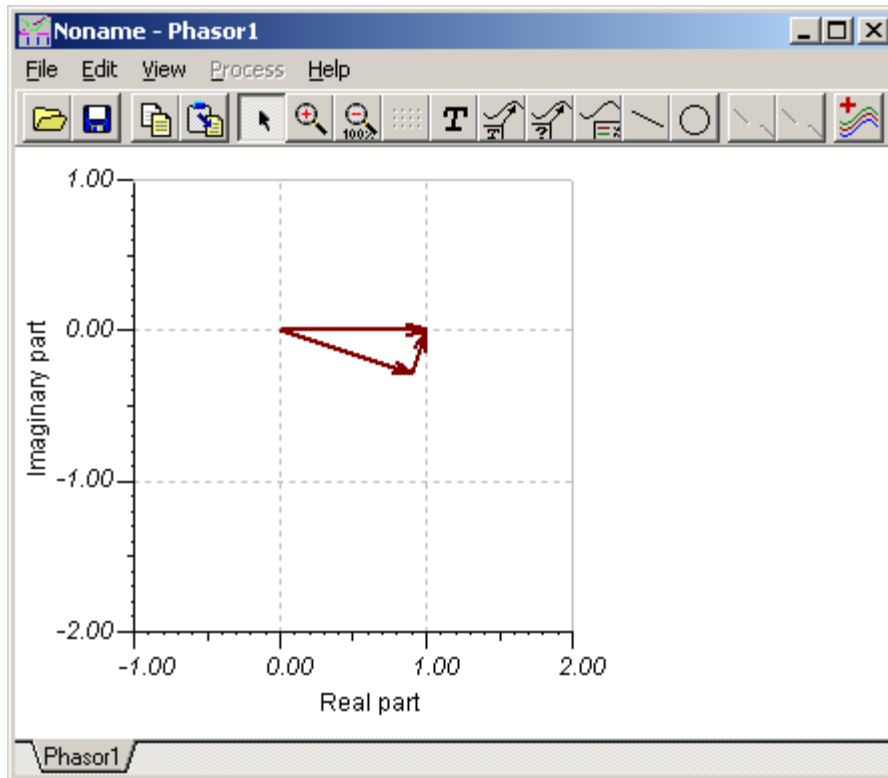 Noname - Phasor1
File Edit View Process Help
100%
T
T
?
1.00
0.00
-1.00
-2.00
Imaginary part
-1.00 0.00 1.00 2.00
Real part
Phasor1